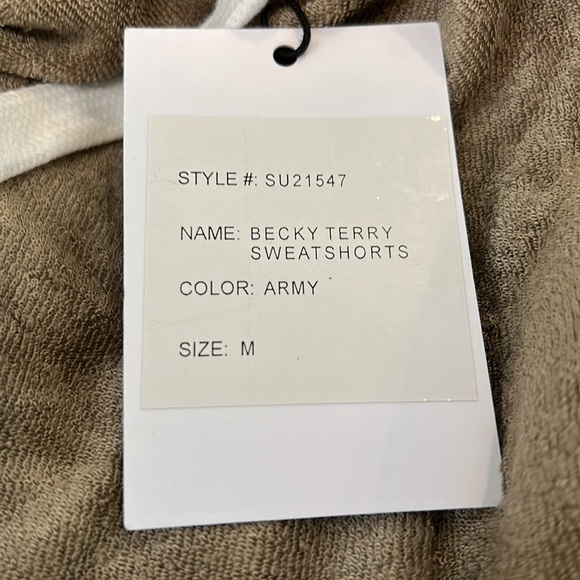 STYLE #: SU21547
NAME: BECKY TERRY
SWEATSHORTS
COLOR: ARMY
SIZE: M